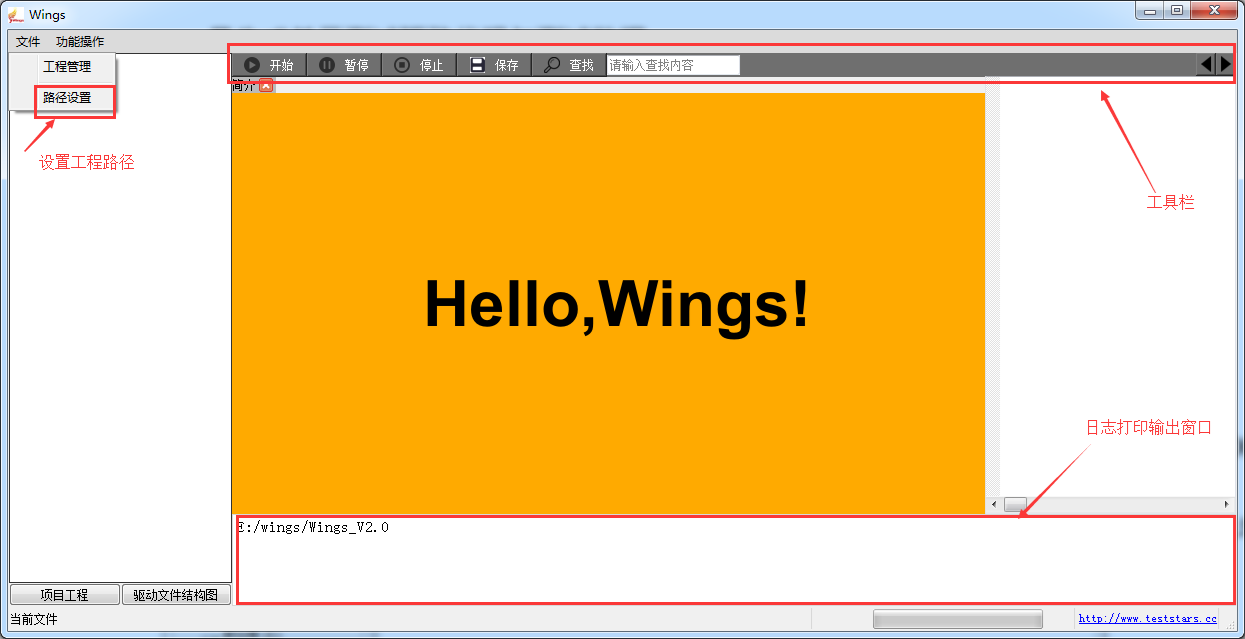 Wings
文件 功能操作
工程管理
路径设置
设置工程路径
开始 暂停 停止 保存 查找 请输入查找内容
简介
工具栏
Hello,Wings!
日志打印输出窗口
E:/wings/Wings_V2.0
项目工程 驱动文件结构图
当前文件
http://www.teststars.cc